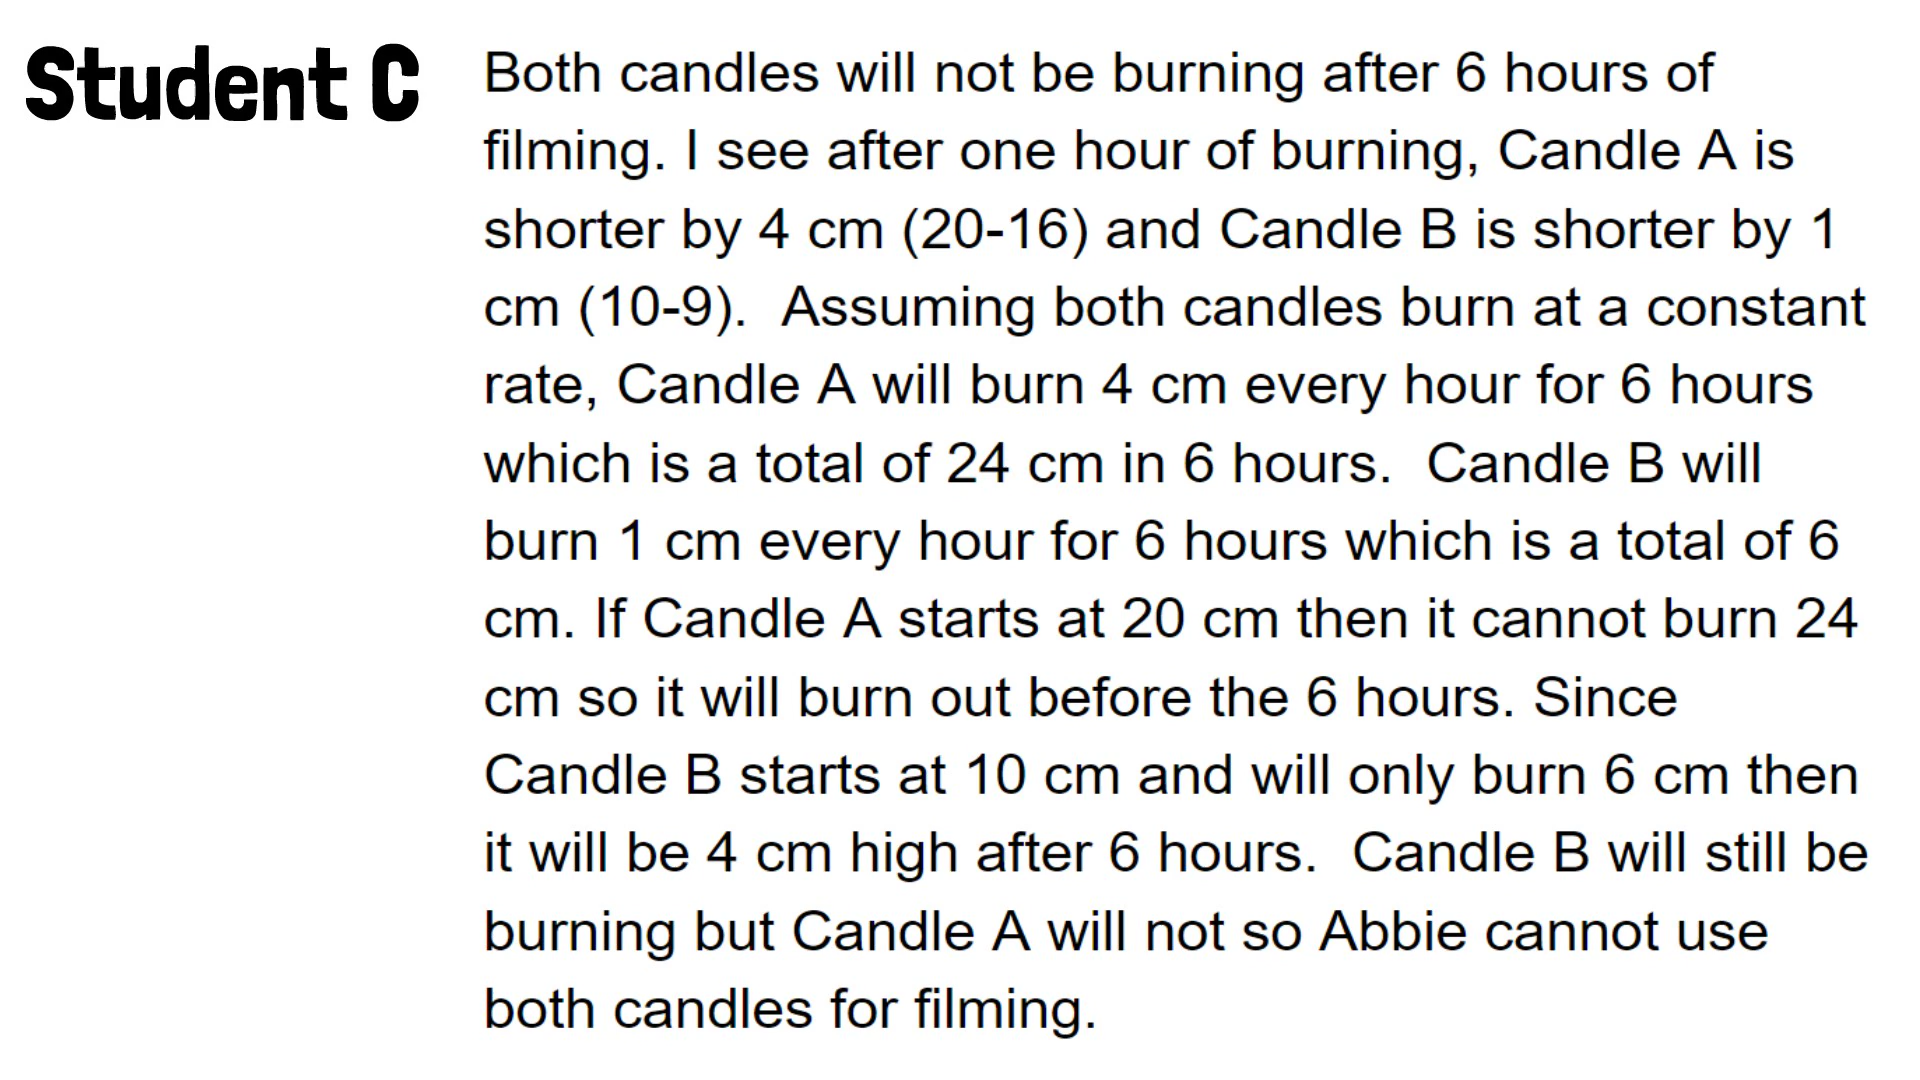 Student C
Both candles will not be burning after 6 hours of
filming. I see after one hour of burning, Candle A is
shorter by 4 cm (20-16) and Candle B is shorter by 1
cm (10-9).  Assuming both candles burn at a constant
rate, Candle A will burn 4 cm every hour for 6 hours
which is a total of 24 cm in 6 hours.  Candle B will
burn 1 cm every hour for 6 hours which is a total of 6
cm. If Candle A starts at 20 cm then it cannot burn 24
cm so it will burn out before the 6 hours. Since
Candle B starts at 10 cm and will only burn 6 cm then
it will be 4 cm high after 6 hours.  Candle B will still be
burning but Candle A will not so Abbie cannot use
both candles for filming.